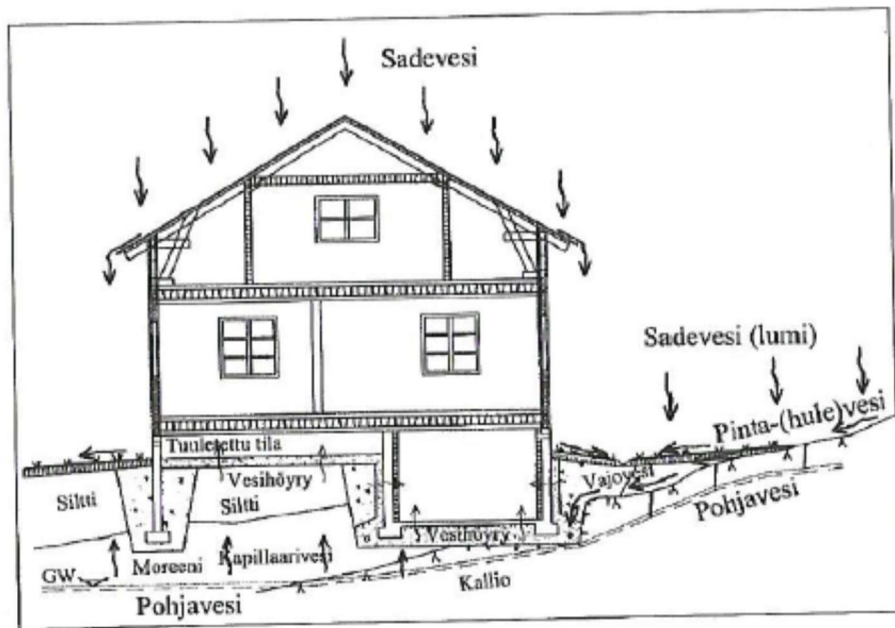 Sadevesi
Sadevesi (lumi)
Pinta-(hule)vesi
Tuuletettu tila
Vajovesi
Vesihöyry
Siltti
Siltti
Pohjavesi
Vesihöyry
Moreeni
Kapillaarivesi
GW
Kallio
Pohjavesi